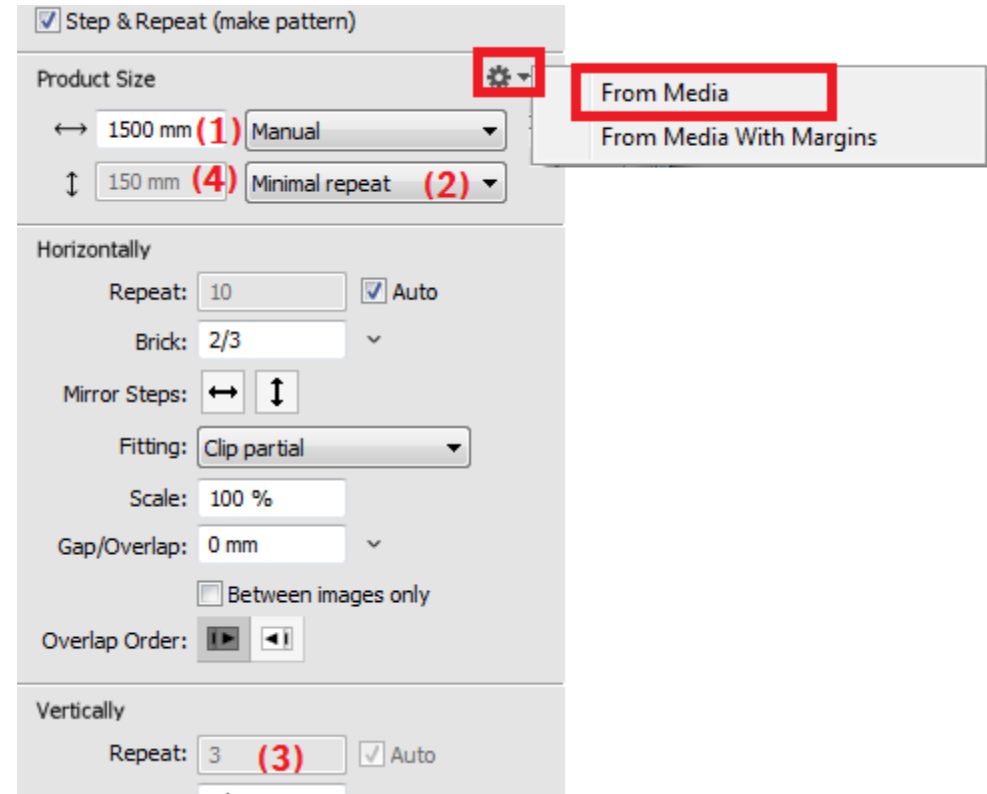 Step & Repeat (make pattern)
Product Size
From Media
1500 mm (1) Manual
From Media With Margins
150 mm (4) Minimal repeat (2)
Horizontally
Repeat: 10 Auto
Brick: 2/3
Mirror Steps:
Fitting: Clip partial
Scale: 100 %
Gap/Overlap: 0 mm
Between images only
Overlap Order:
Vertically
Repeat: 3 (3) Auto